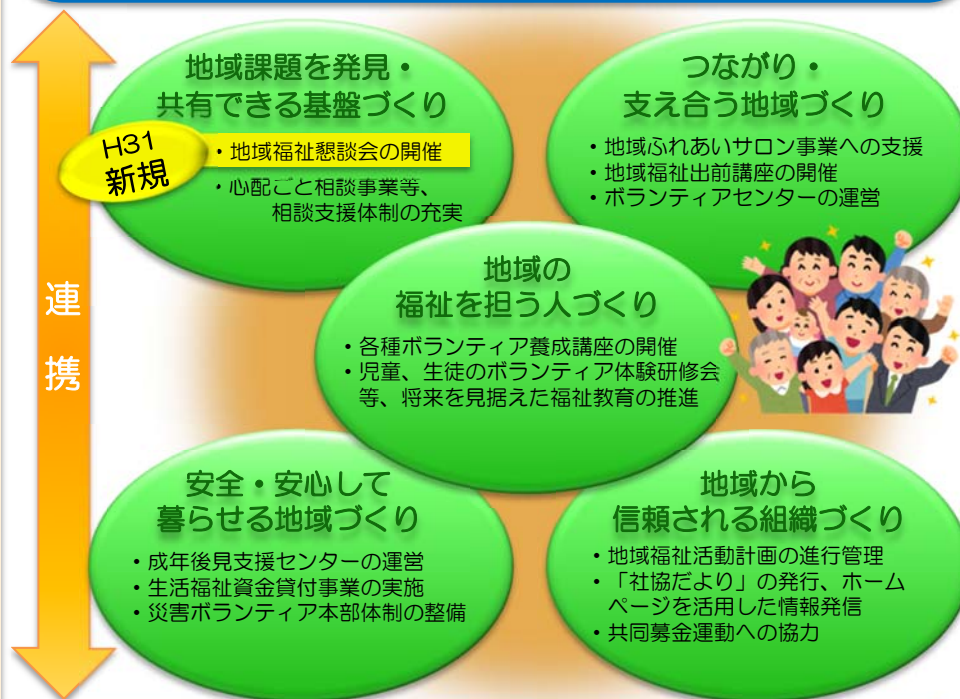 地域課題を発見・
共有できる基盤づくり
H31
新規
・地域福祉懇談会の開催
・心配ごと相談事業等、
相談支援体制の充実
つながり・
支え合う地域づくり
・地域ふれあいサロン事業への支援
・地域福祉出前講座の開催
・ボランティアセンターの運営
連
携
地域の
福祉を担う人づくり
・各種ボランティア養成講座の開催
・児童、生徒のボランティア体験研修会
等、将来を見据えた福祉教育の推進
安全・安心して
暮らせる地域づくり
・成年後見支援センターの運営
・生活福祉資金貸付事業の実施
・災害ボランティア本部体制の整備
地域から
信頼される組織づくり
・地域福祉活動計画の進行管理
・「社協だより」の発行、ホーム
ページを活用した情報発信
・共同募金運動への協力